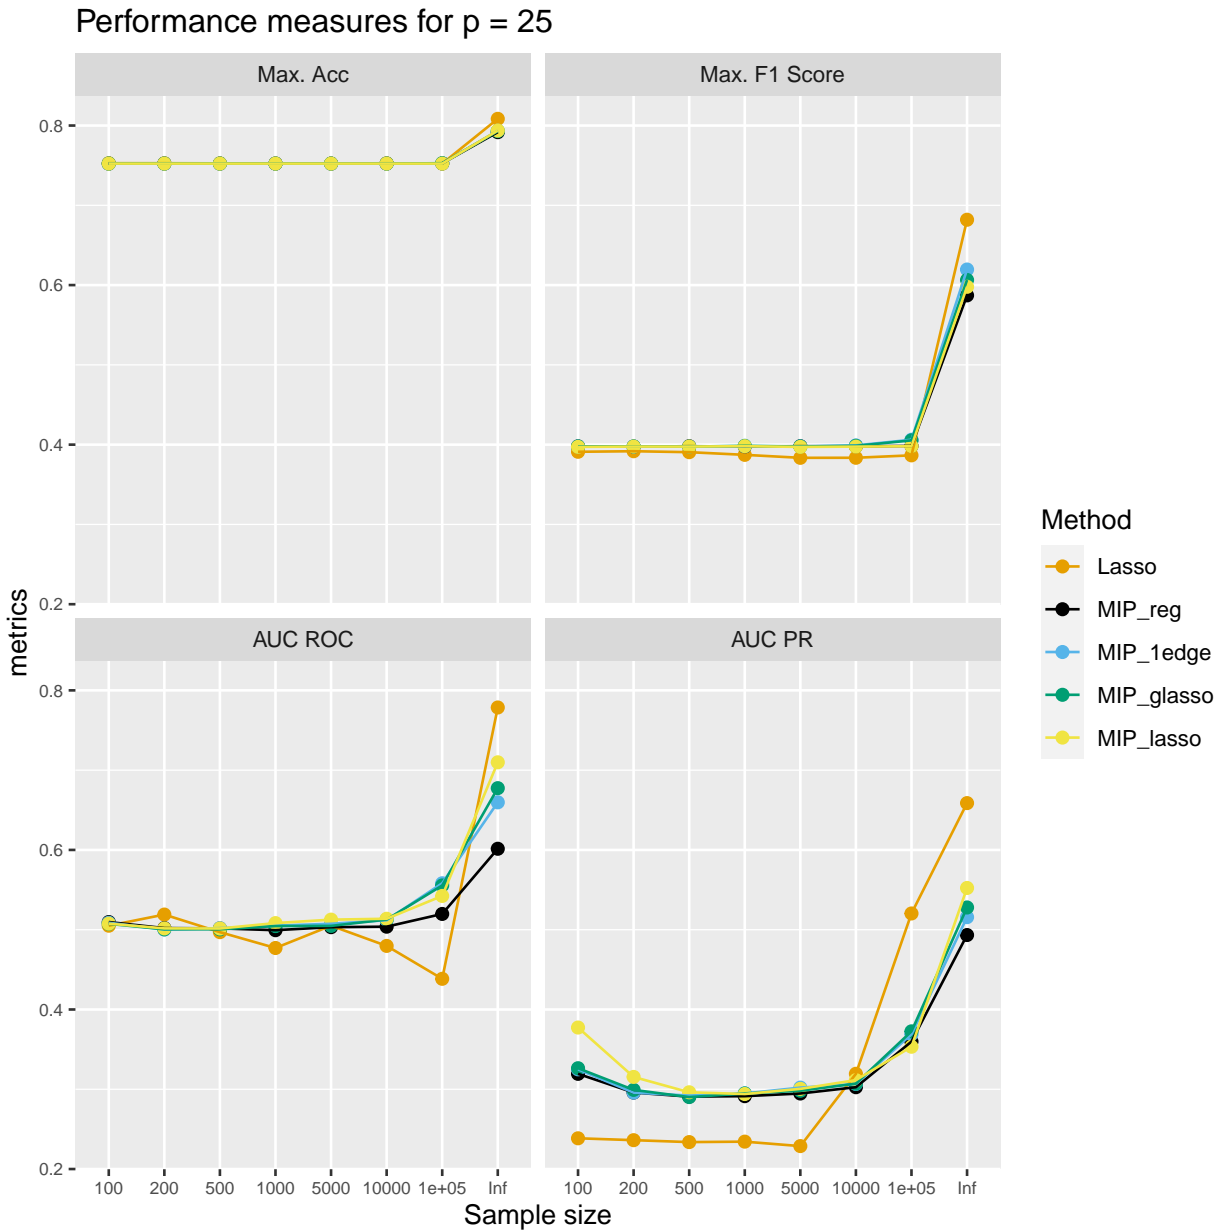 Performance measures for p = 25
Max. Acc
Max. F1 Score
0.8
0.6
0.4
0.2
AUC ROC
AUC PR
0.8
0.6
0.4
0.2
metrics
100 200 500 1000 5000 10000 1e+05 Inf
100 200 500 1000 5000 10000 1e+05 Inf
Sample size
Method
Lasso
MIP_reg
MIP_1edge
MIP_glasso
MIP_lasso